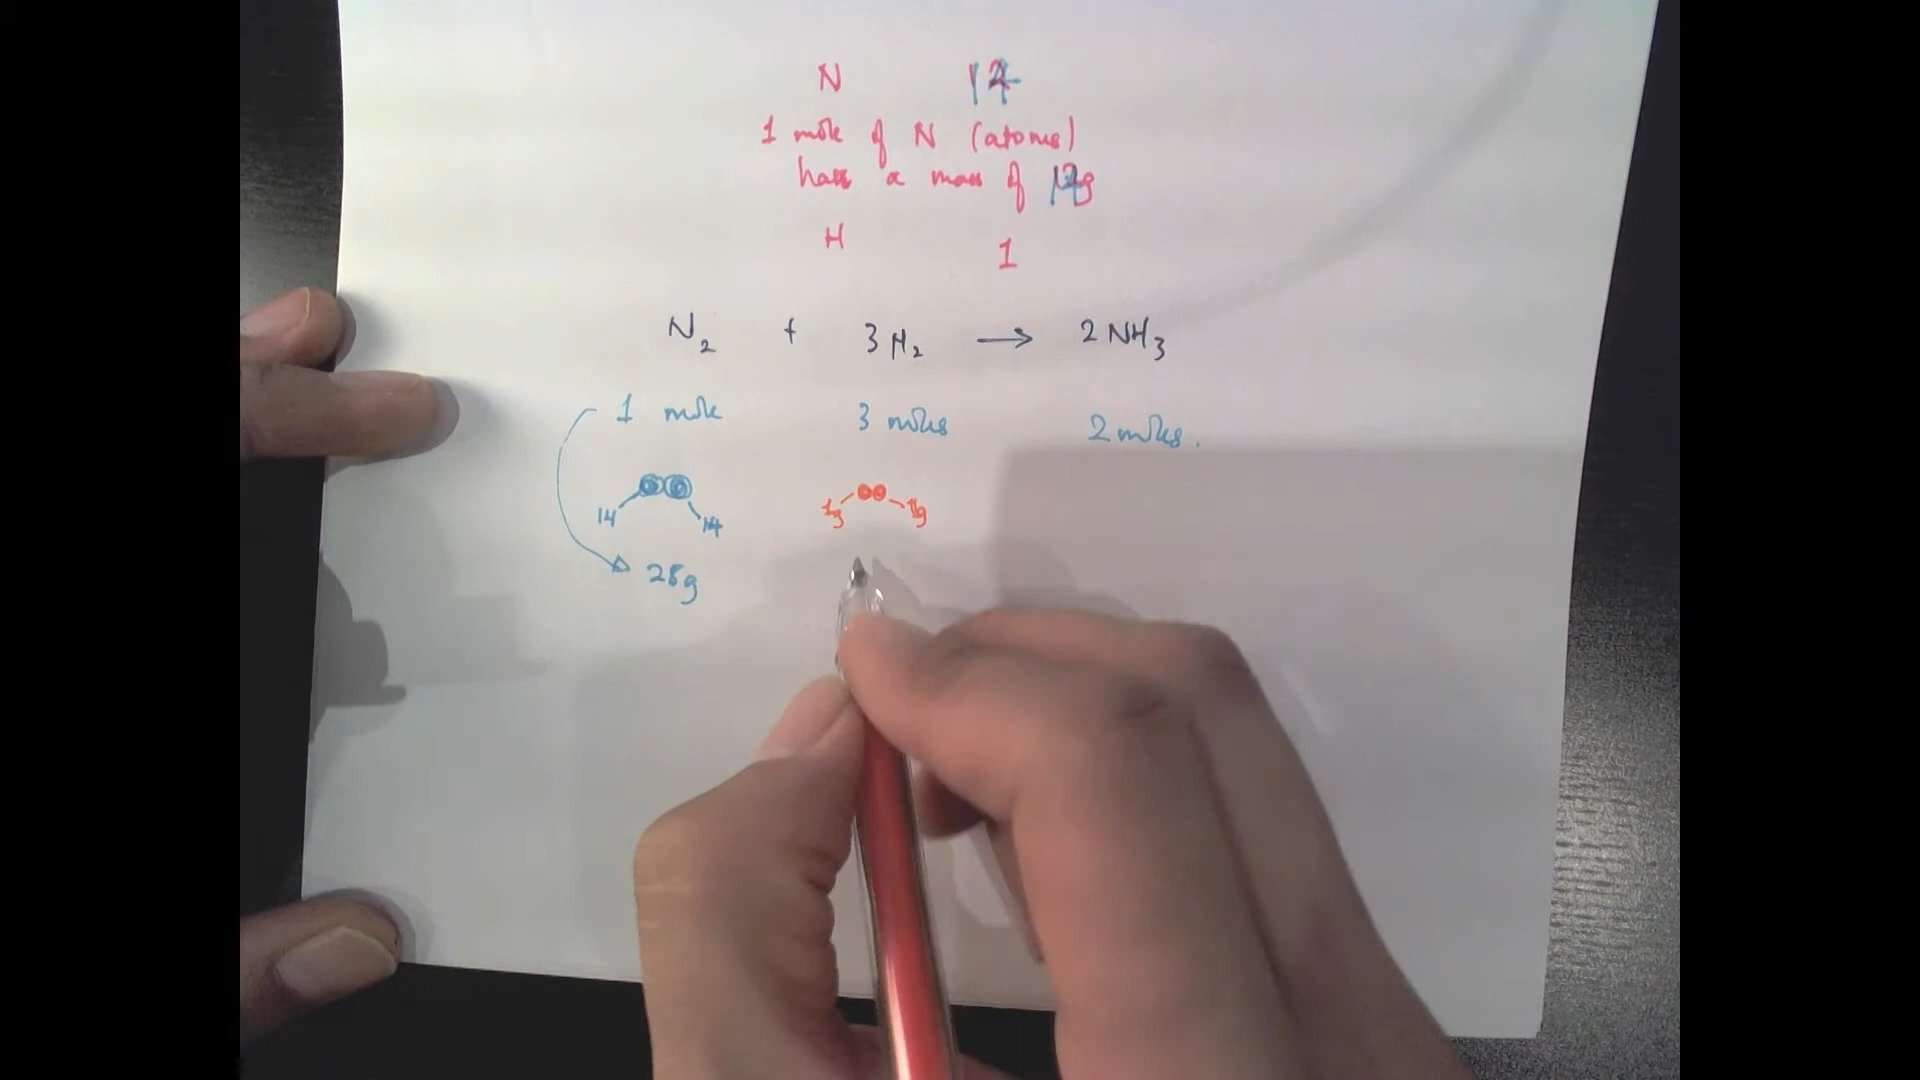 N 14
1 mole of N (atoms)
has a mass of 14g
H 1
N2 + 3H2 → 2NH3
1 mole 3 moles 2 moles.
14 14 1g 1g
28g